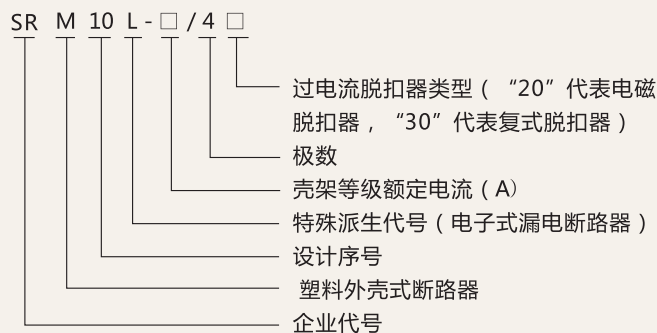 SR M 10 L - □ / 4 □
过电流脱扣器类型（ “20”代表电磁
脱扣器，“30”代表复式脱扣器）
极数
壳架等级额定电流（A）
特殊派生代号（电子式漏电断路器）
设计序号
塑料外壳式断路器
企业代号